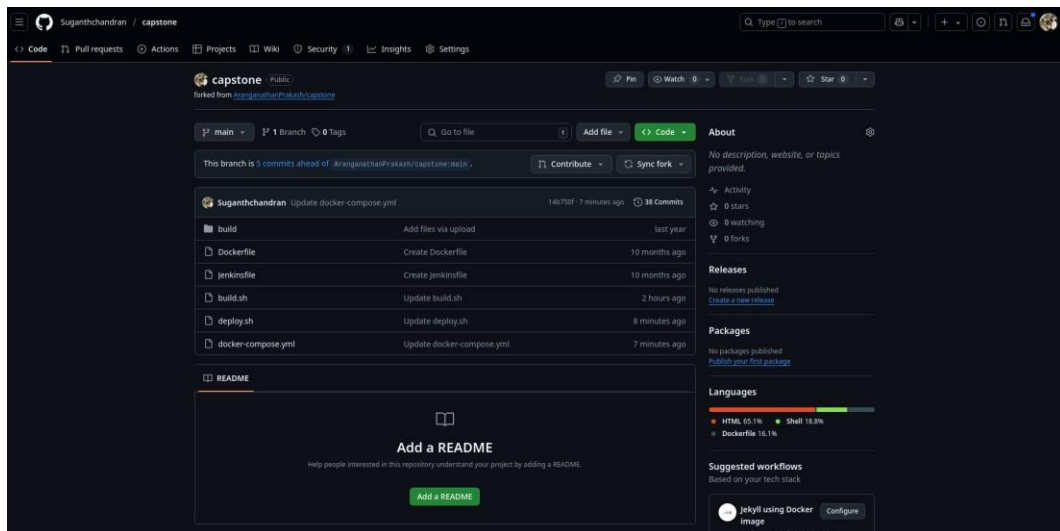 Suganthchandran / capstone
Type / to search
Code Pull requests Actions Projects Wiki Security 1 Insights Settings
capstone Public
forked from AranganathanPrakash/capstone
Pin Watch 0 Fork Star 0
main 1 Branch 0 Tags
Go to file t Add file Code
This branch is 5 commits ahead of AranganathanPrakash/capstone:main .
Contribute Sync fork
Suganthchandran Update docker-compose.yml 14b750f · 7 minutes ago 38 Commits
build Add files via upload last year
Dockerfile Create Dockerfile 10 months ago
Jenkinsfile Create Jenkinsfile 10 months ago
build.sh Update build.sh 2 hours ago
deploy.sh Update deploy.sh 8 minutes ago
docker-compose.yml Update docker-compose.yml 7 minutes ago
README
Add a README
Help people interested in this repository understand your project by adding a README.
Add a README
About
No description, website, or topics
provided.
Activity
0 stars
0 watching
0 forks
Releases
No releases published
Create a new release
Packages
No packages published
Publish your first package
Languages
HTML 65.1% Shell 18.8%
Dockerfile 16.1%
Suggested workflows
Based on your tech stack
Jekyll using Docker
image
Configure